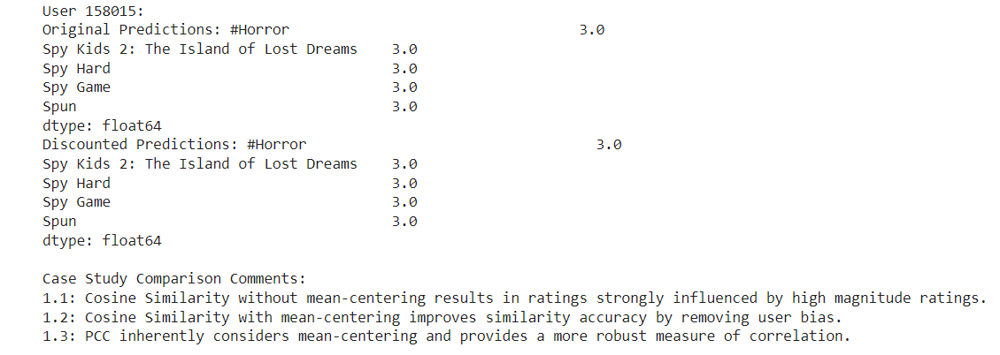 User 158015:
Original Predictions: #Horror 3.0
Spy Kids 2: The Island of Lost Dreams 3.0
Spy Hard 3.0
Spy Game 3.0
Spun 3.0
dtype: float64
Discounted Predictions: #Horror 3.0
Spy Kids 2: The Island of Lost Dreams 3.0
Spy Hard 3.0
Spy Game 3.0
Spun 3.0
dtype: float64
Case Study Comparison Comments:
1.1: Cosine Similarity without mean-centering results in ratings strongly influenced by high magnitude ratings.
1.2: Cosine Similarity with mean-centering improves similarity accuracy by removing user bias.
1.3: PCC inherently considers mean-centering and provides a more robust measure of correlation.